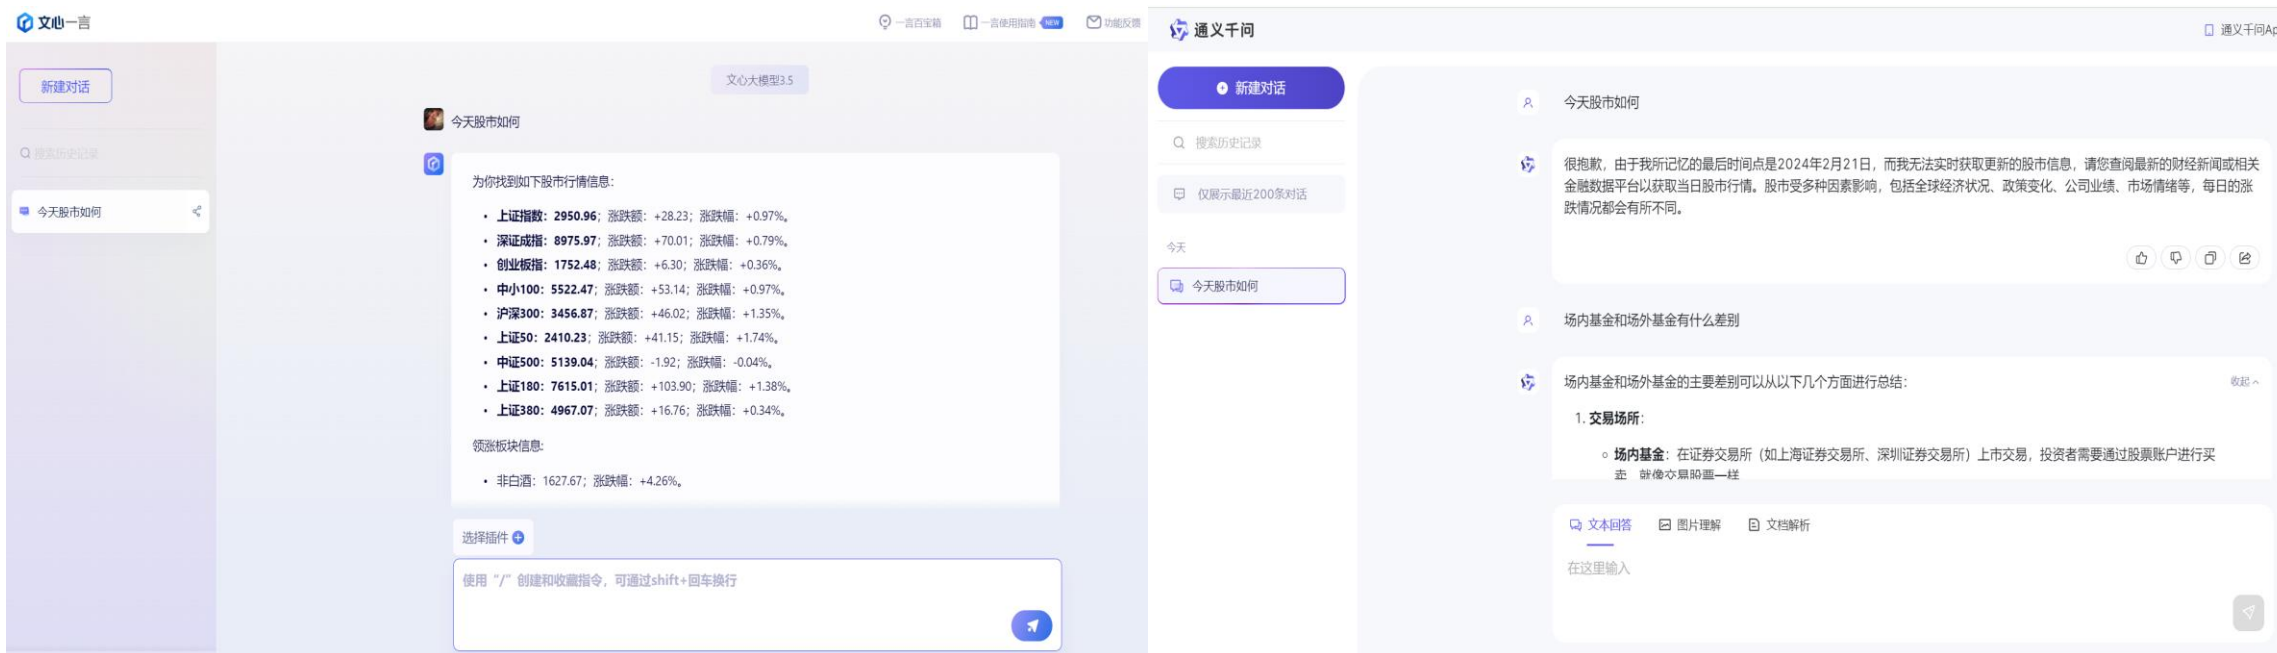 文心一言
一言百宝箱
一言使用指南 NEW
功能反馈
新建对话
搜索历史记录
今天股市如何
文心大模型3.5
今天股市如何
为你找到如下股市行情信息：
• 上证指数：2950.96；涨跌额：+28.23；涨跌幅：+0.97%。
• 深证成指：8975.97；涨跌额：+70.01；涨跌幅：+0.79%。
• 创业板指：1752.48；涨跌额：+6.30；涨跌幅：+0.36%。
• 中小100：5522.47；涨跌额：+53.14；涨跌幅：+0.97%。
• 沪深300：3456.87；涨跌额：+46.02；涨跌幅：+1.35%。
• 上证50：2410.23；涨跌额：+41.15；涨跌幅：+1.74%。
• 中证500：5139.04；涨跌额：-1.92；涨跌幅：-0.04%。
• 上证180：7615.01；涨跌额：+103.90；涨跌幅：+1.38%。
• 上证380：4967.07；涨跌额：+16.76；涨跌幅：+0.34%。
领涨板块信息:
• 非白酒：1627.67；涨跌幅：+4.26%。
选择插件
使用“/”创建和收藏指令，可通过shift+回车换行
通义千问
通义千问Ap
新建对话
搜索历史记录
仅展示最近200条对话
今天
今天股市如何
今天股市如何
很抱歉，由于我所记忆的最后时间点是2024年2月21日，而我无法实时获取更新的股市信息，请您查阅最新的财经新闻或相关
金融数据平台以获取当日股市行情。股市受多种因素影响，包括全球经济状况、政策变化、公司业绩、市场情绪等，每日的涨
跌情况都会有所不同。
场内基金和场外基金有什么差别
场内基金和场外基金的主要差别可以从以下几个方面进行总结：
收起
1. 交易场所：
○ 场内基金：在证券交易所（如上海证券交易所、深圳证券交易所）上市交易，投资者需要通过股票账户进行买
卖，就像交易股票一样
文本回答
图片理解
文档解析
在这里输入